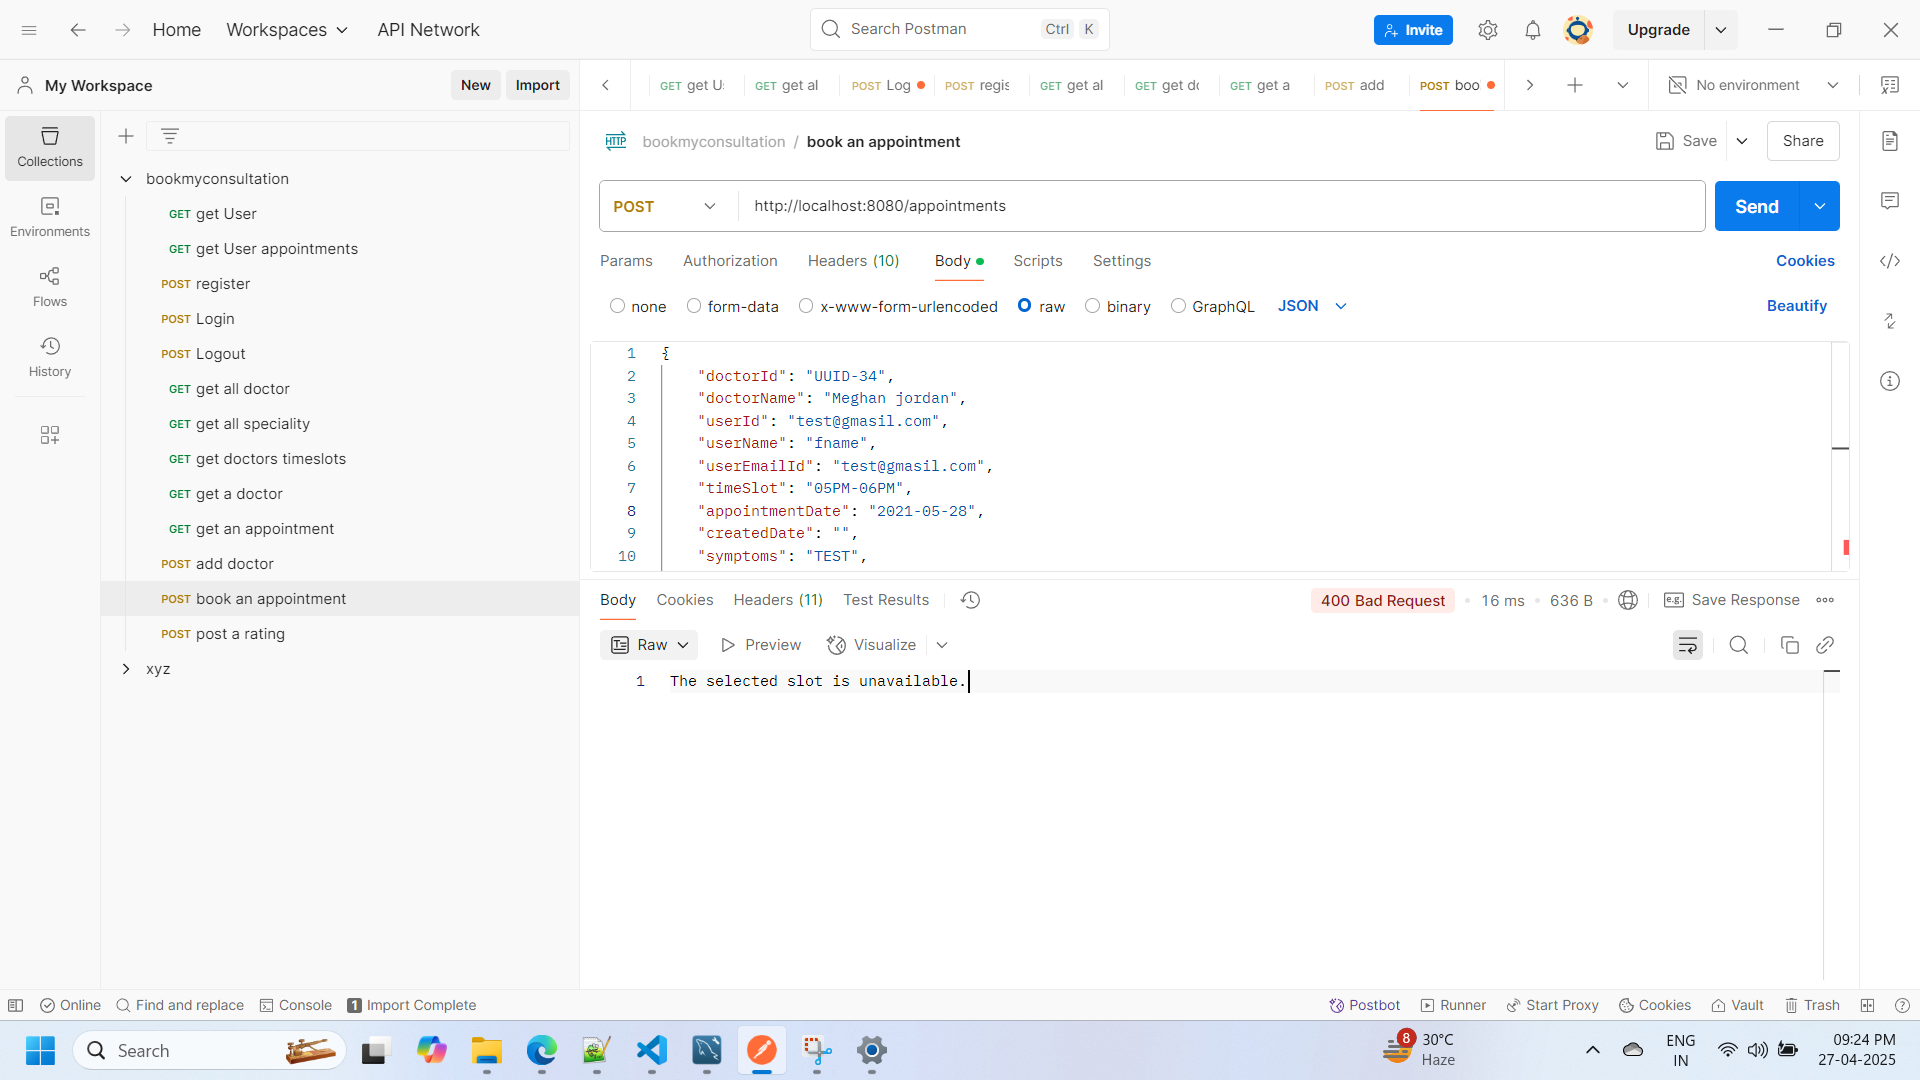 Home
Workspaces
API Network
Search Postman
Ctrl K
Invite
Upgrade
My Workspace
New
Import
GET get U
GET get al
POST Log
POST regis
GET get al
GET get do
GET get a
POST add
POST boo
No environment
Collections
Environments
Flows
History
bookmyconsultation
GET get User
GET get User appointments
POST register
POST Login
POST Logout
GET get all doctor
GET get all speciality
GET get doctors timeslots
GET get a doctor
GET get an appointment
POST add doctor
POST book an appointment
POST post a rating
xyz
HTTP bookmyconsultation / book an appointment
Save
Share
POST
http://localhost:8080/appointments
Send
Params
Authorization
Headers (10)
Body
Scripts
Settings
Cookies
none
form-data
x-www-form-urlencoded
raw
binary
GraphQL
JSON
Beautify
1 {
2 "doctorId": "UUID-34",
3 "doctorName": "Meghan jordan",
4 "userId": "test@gmasil.com",
5 "userName": "fname",
6 "userEmailId": "test@gmasil.com",
7 "timeSlot": "05PM-06PM",
8 "appointmentDate": "2021-05-28",
9 "createdDate": "",
10 "symptoms": "TEST",
Body
Cookies
Headers (11)
Test Results
400 Bad Request
16 ms
636 B
e.g. Save Response
Raw
Preview
Visualize
1 The selected slot is unavailable.
Online
Find and replace
Console
1 Import Complete
Postbot
Runner
Start Proxy
Cookies
Vault
Trash
Search
8
30°C
Haze
ENG
IN
09:24 PM
27-04-2025